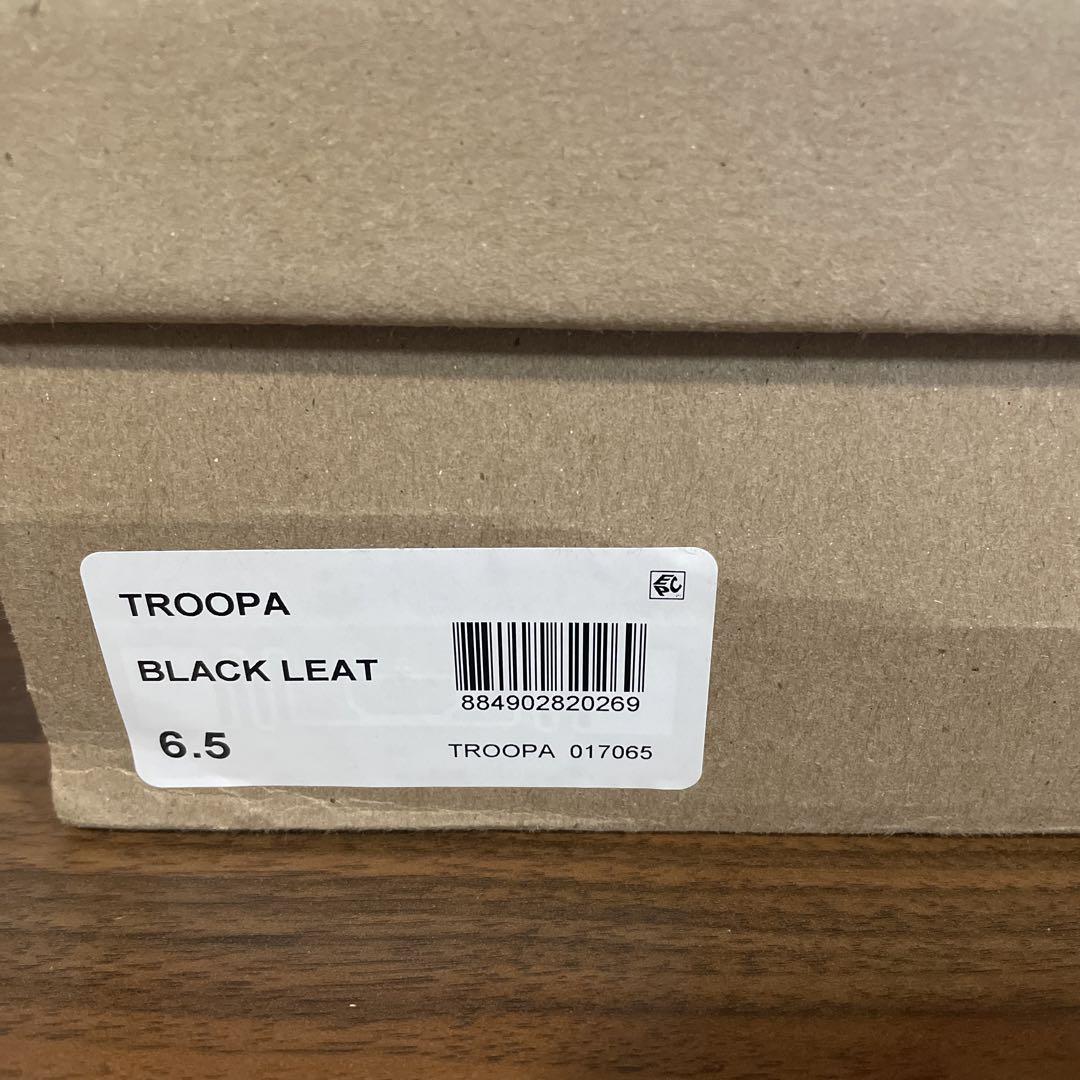 TROOPA
BLACK LEAT
884902820269
6.5
TROOPA 017065